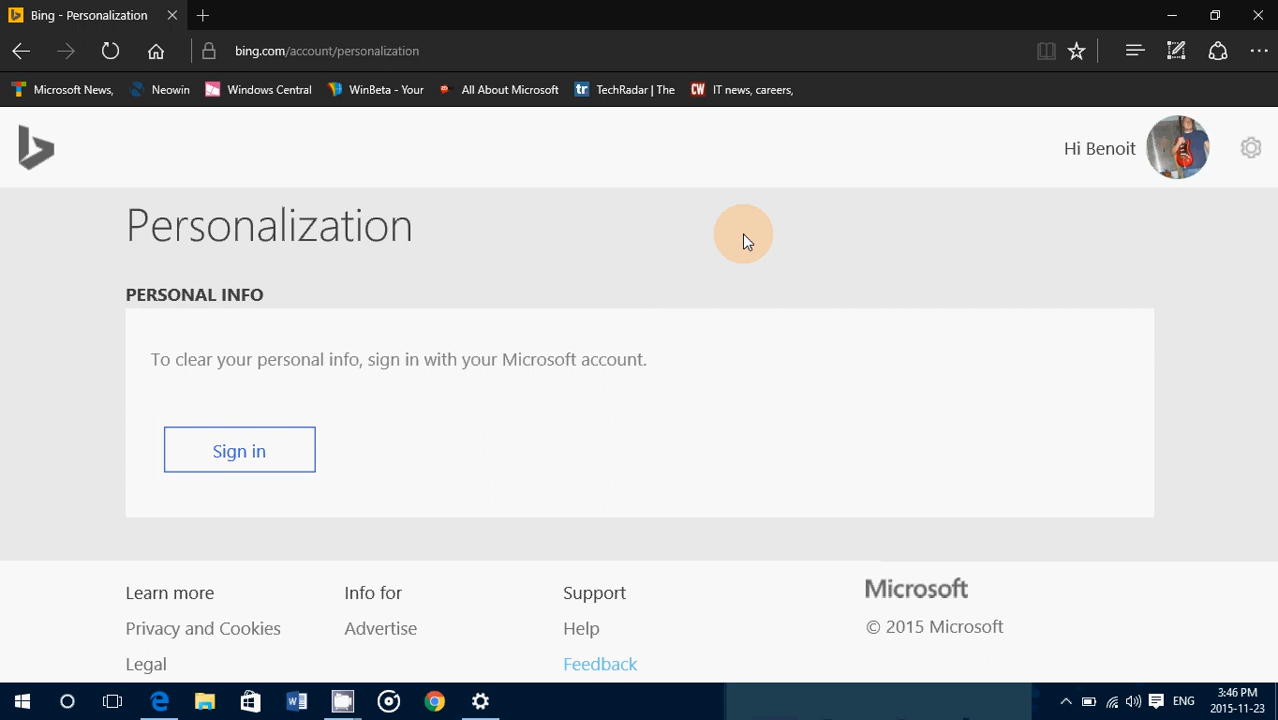 Bing - Personalization
bing.com/account/personalization
Microsoft News,
Neowin
Windows Central
WinBeta - Your
All About Microsoft
tr TechRadar | The
CW IT news, careers,
Hi Benoit
Personalization
PERSONAL INFO
To clear your personal info, sign in with your Microsoft account.
Sign in
Learn more
Info for
Support
Microsoft
Privacy and Cookies
Advertise
Help
© 2015 Microsoft
Legal
Feedback
ENG
3:46 PM
2015-11-23